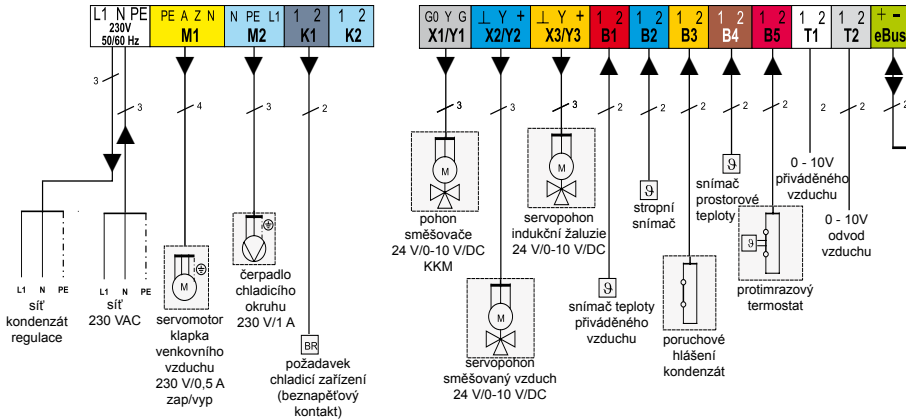 L1 N PE
230V
50/60 Hz
PE A Z N
M1
N PE L1
M2
1 2
K1
1 2
K2
G0 Y G
X1/Y1
⊥ Y +
X2/Y2
⊥ Y +
X3/Y3
1 2
B1
1 2
B2
1 2
B3
1 2
B4
1 2
B5
1 2
T1
1 2
T2
+ -
eBus
3
3
4
3
2
3
3
3
2
2
2
2
2
2
2
2
L1 N PE
síť
kondenzát
regulace
L1 N PE
síť
230 VAC
M
servomotor
klapka
venkovního
vzduchu
230 V/0,5 A
zap/vyp
čerpadlo
chladicího
okruhu
230 V/1 A
BR
požadavek
chladicí zařízení
(beznapěťový
kontakt)
M
pohon
směšovače
24 V/0-10 V/DC
KKM
M
servopohon
směšovaný vzduch
24 V/0-10 V/DC
M
servopohon
indukční žaluzie
24 V/0-10 V/DC
ϑ
snímač teploty
přiváděného
vzduchu
ϑ
stropní
snímač
poruchové
hlášení
kondenzát
ϑ
snímač
prostorové
teploty
ϑ
protimrazový
termostat
0 - 10V
přiváděného
vzduchu
0 - 10V
odvod
vzduchu